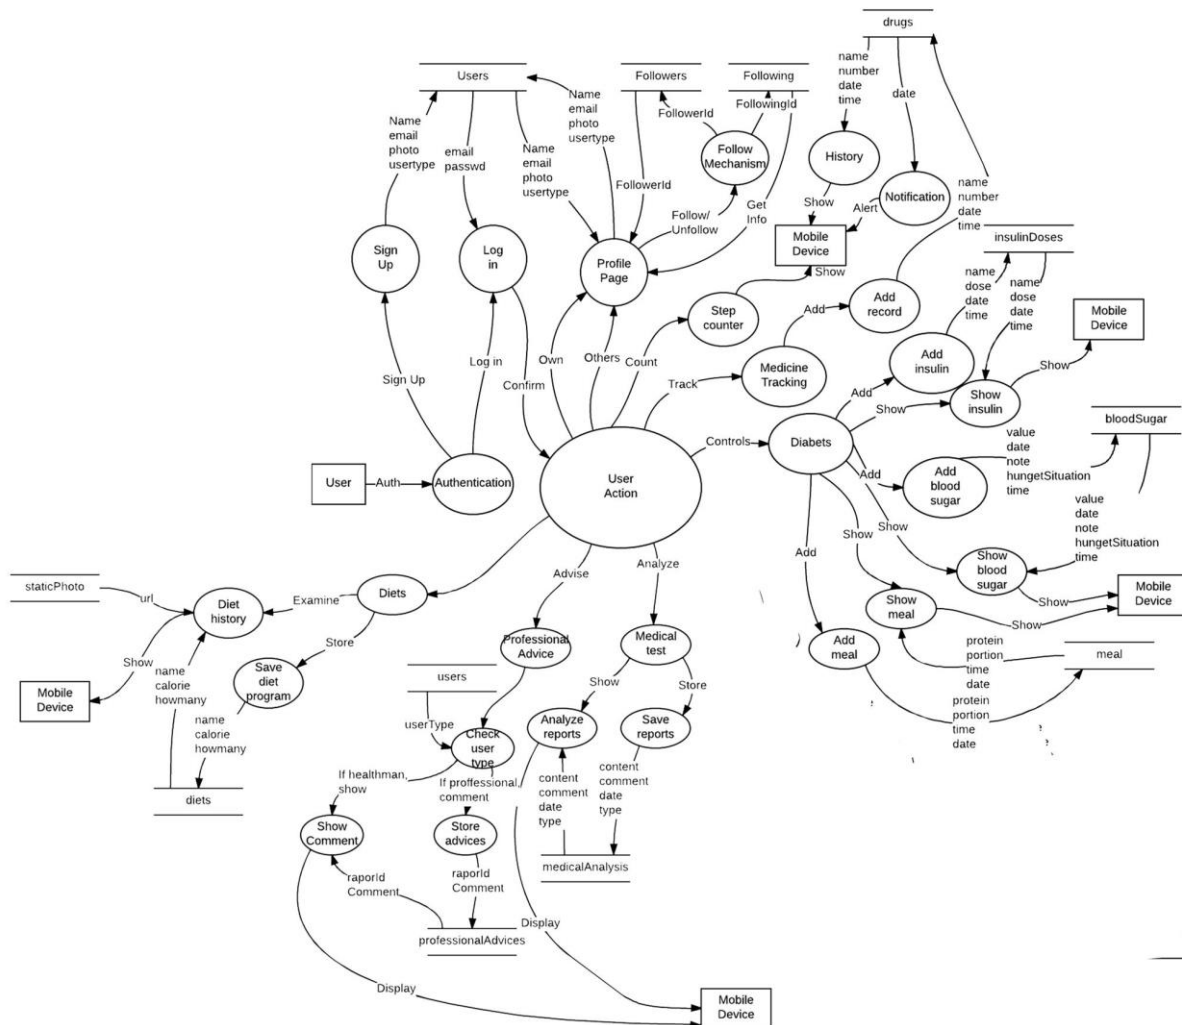 drugs
name
number
date
time
date
Users
Followers
Following
Name
email
photo
usertype
FollowerId
FollowingId
Name
email
photo
usertype
email
passwd
Name
email
photo
usertype
Follow
Mechanism
History
Notification
name
number
date
time
FollowerId
Get
Info
Show
Alert
Follow/
Unfollow
Mobile
Device
Show
insulinDoses
Sign
Up
Log
in
Profile
Page
Step
counter
Add
Add
record
name
dose
date
time
name
dose
date
time
Mobile
Device
Sign Up
Log in
Confirm
Own
Others
Count
Track
Medicine
Tracking
Add
insulin
Show
Add
Show
Show
insulin
Controls
Diabets
bloodSugar
value
date
note
hungetSituation
time
User
Auth
Authentication
User
Action
Add
Add
blood
sugar
value
date
note
hungetSituation
time
Show
Show
Add
Show
blood
sugar
Show
Mobile
Device
Advise
Analyze
staticPhoto
url
Diet
history
Examine
Diets
Store
Show
meal
Show
Add
meal
protein
portion
time
date
meal
protein
portion
time
date
Professional
Advice
Medical
test
Show
Store
Show
Mobile
Device
name
calorie
howmany
Save
diet
program
name
calorie
howmany
diets
users
userType
Check
user
type
Analyze
reports
Save
reports
If healthman,
show
If proffessional,
comment
content
comment
date
type
content
comment
date
type
Show
Comment
Store
advices
medicalAnalysis
raporId
Comment
raporId
Comment
professionalAdvices
Display
Display
Mobile
Device